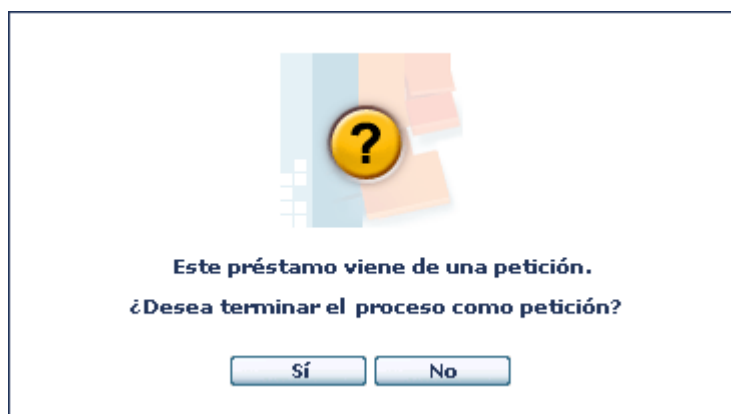 ?
Este préstamo viene de una petición.
¿Desea terminar el proceso como petición?
Sí No